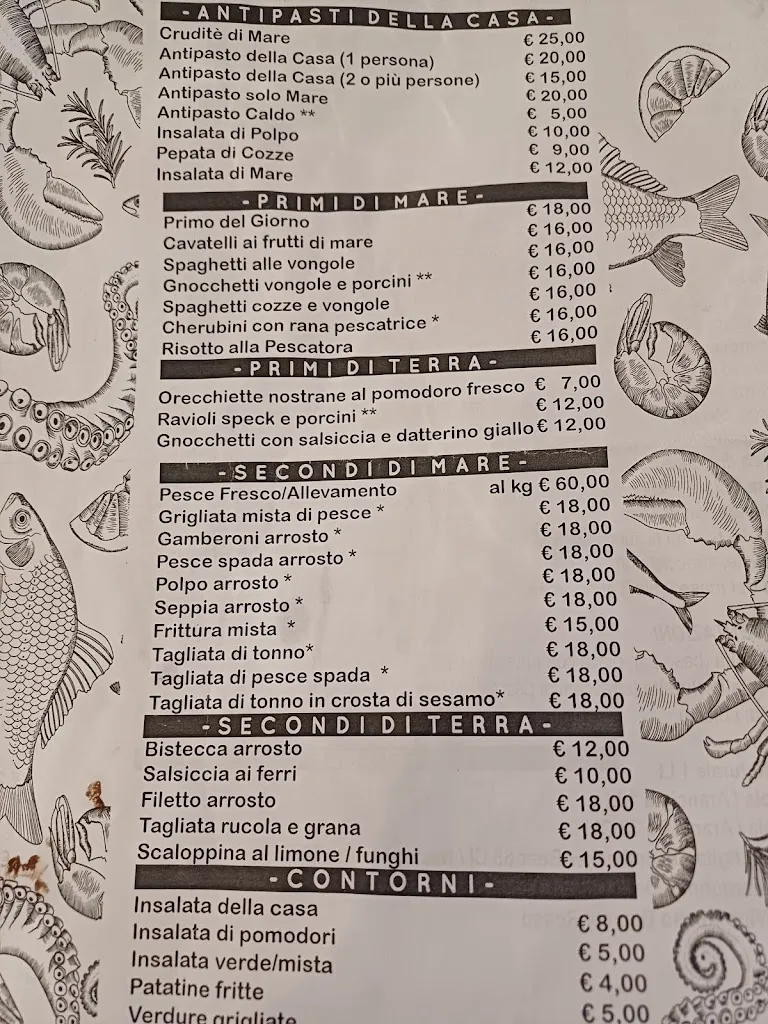 - ANTIPASTI DELLA CASA -
Cruditè di Mare € 25,00
Antipasto della Casa (1 persona) € 20,00
Antipasto della Casa (2 o più persone) € 15,00
Antipasto solo Mare € 20,00
Antipasto Caldo ** € 5,00
Insalata di Polpo € 10,00
Pepata di Cozze € 9,00
Insalata di Mare € 12,00
- PRIMI DI MARE -
Primo del Giorno € 18,00
Cavatelli ai frutti di mare € 16,00
Spaghetti alle vongole € 16,00
Gnocchetti vongole e porcini ** € 16,00
Spaghetti cozze e vongole € 16,00
Cherubini con rana pescatrice * € 16,00
Risotto alla Pescatora € 16,00
- PRIMI DI TERRA -
Orecchiette nostrane al pomodoro fresco € 7,00
Ravioli speck e porcini ** € 12,00
Gnocchetti con salsiccia e datterino giallo € 12,00
- SECONDI DI MARE -
Pesce Fresco/Allevamento al kg € 60,00
Grigliata mista di pesce * € 18,00
Gamberoni arrosto * € 18,00
Pesce spada arrosto * € 18,00
Polpo arrosto * € 18,00
Seppia arrosto * € 18,00
Frittura mista * € 15,00
Tagliata di tonno* € 18,00
Tagliata di pesce spada * € 18,00
Tagliata di tonno in crosta di sesamo* € 18,00
- SECONDI DI TERRA -
Bistecca arrosto € 12,00
Salsiccia ai ferri € 10,00
Filetto arrosto € 18,00
Tagliata rucola e grana € 18,00
Scaloppina al limone / funghi € 15,00
- CONTORNI -
Insalata della casa € 8,00
Insalata di pomodori € 5,00
Insalata verde/mista € 4,00
Patatine fritte € 5,00
Verdure grigliate